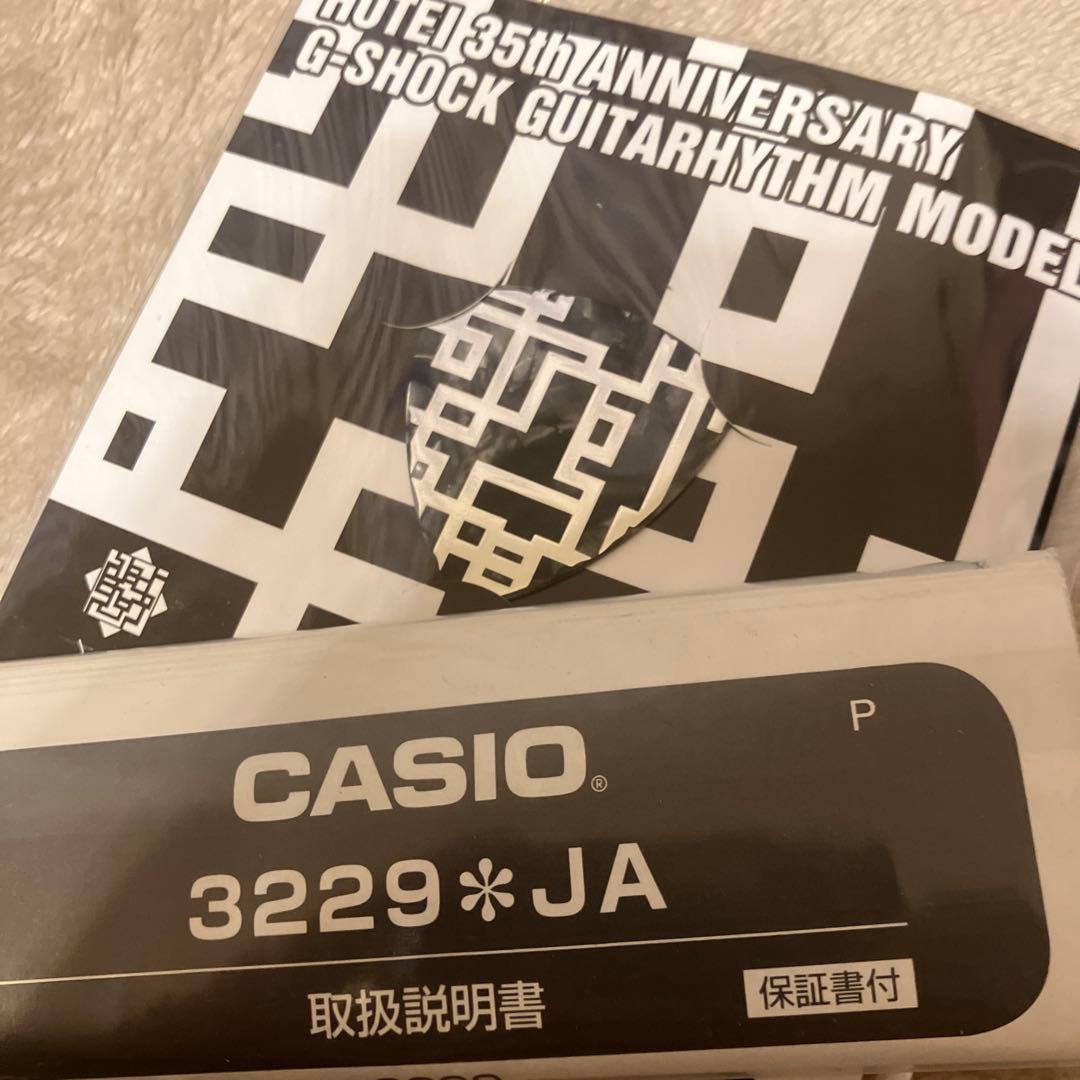 HOTEI 35th ANNIVERSARY
G-SHOCK GUITARHYTHM MODEL
P
CASIO®
3229*JA
取扱説明書
保証書付